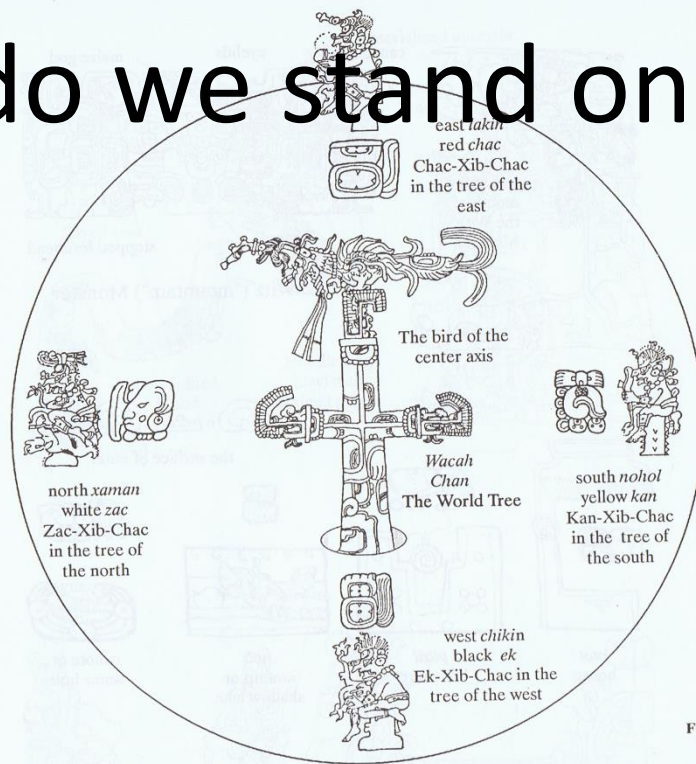 do we stand on
east lakin
red chac
Chac-Xib-Chac
in the tree of the
east
The bird of the
center axis
north xaman
white zac
Zac-Xib-Chac
in the tree of
the north
Wacah
Chan
The World Tree
south nohol
yellow kan
Kan-Xib-Chac
in the tree of
the south
west chikin
black ek
Ek-Xib-Chac in the
tree of the west
F